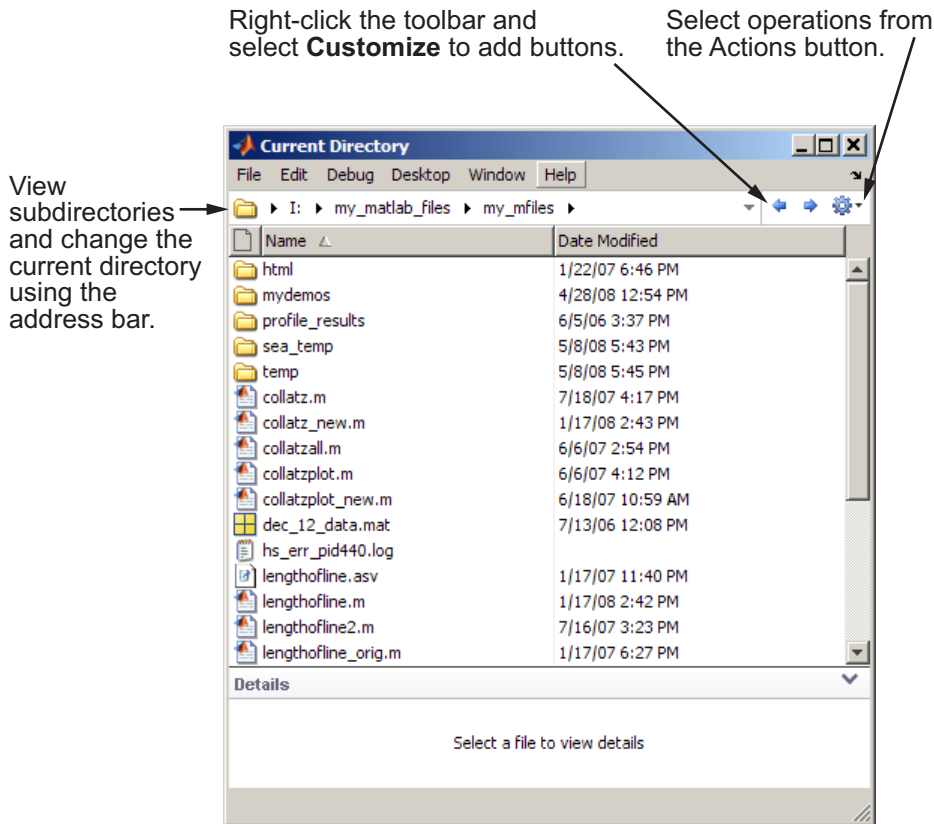 Right-click the toolbar and
select Customize to add buttons.
Select operations from
the Actions button.
View
subdirectories
and change the
current directory
using the
address bar.
Current Directory
File Edit Debug Desktop Window Help
I: my_matlab_files my_mfiles
Name Date Modified
html 1/22/07 6:46 PM
mydemos 4/28/08 12:54 PM
profile_results 6/5/06 3:37 PM
sea_temp 5/8/08 5:43 PM
temp 5/8/08 5:45 PM
collatz.m 7/18/07 4:17 PM
collatz_new.m 1/17/08 2:43 PM
collatzall.m 6/6/07 2:54 PM
collatzplot.m 6/6/07 4:12 PM
collatzplot_new.m 6/18/07 10:59 AM
dec_12_data.mat 7/13/06 12:08 PM
hs_err_pid440.log
lengthofline.asv 1/17/07 11:40 PM
lengthofline.m 1/17/08 2:42 PM
lengthofline2.m 7/16/07 3:23 PM
lengthofline_orig.m 1/17/07 6:27 PM
Details
Select a file to view details